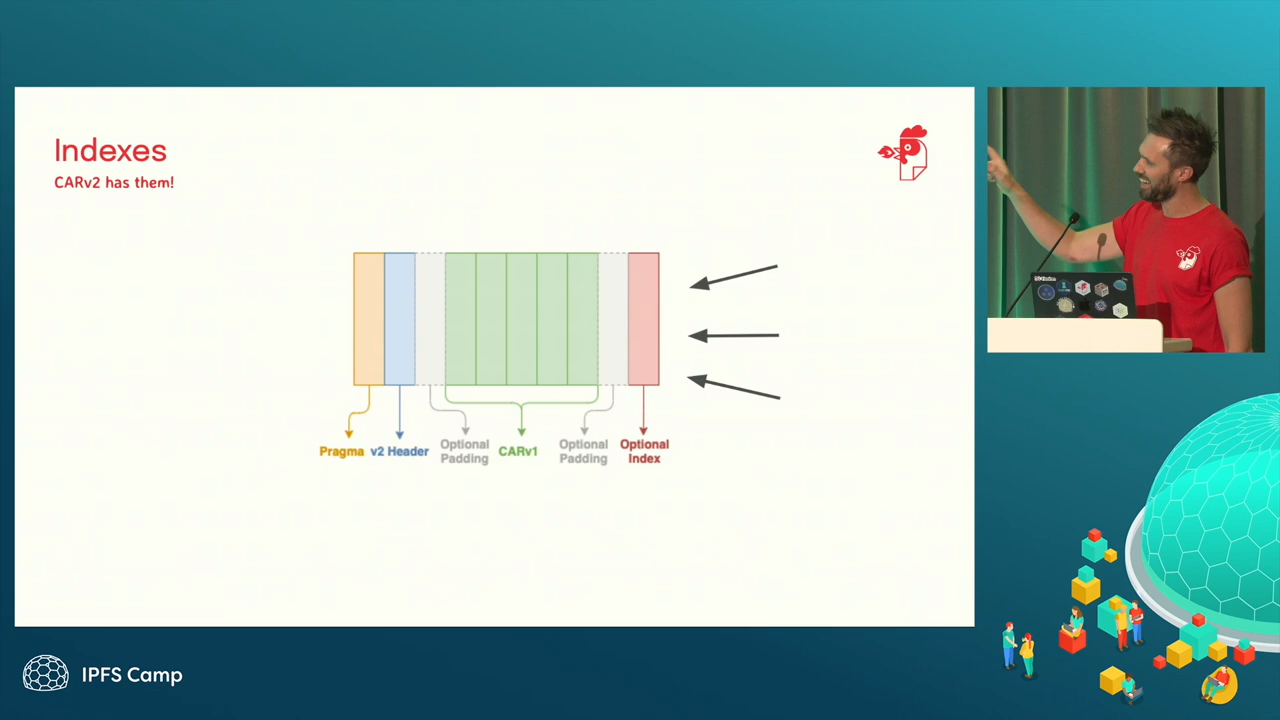 Indexes
CARv2 has them!
Pragma
v2 Header
Optional
Padding
CARv1
Optional
Padding
Optional
Index
IPFS Camp